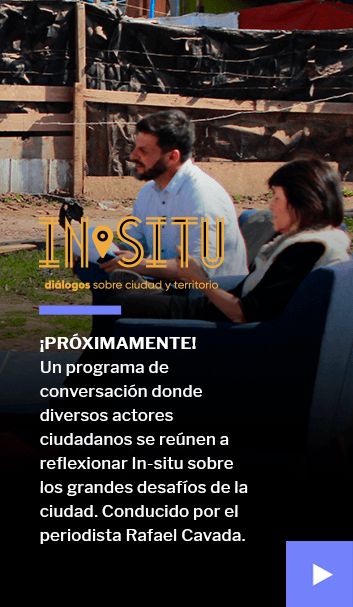 IN SITU
diálogos sobre ciudad y territorio
¡PRÓXIMAMENTE!
Un programa de
conversación donde
diversos actores
ciudadanos se reúnen a
reflexionar In-situ sobre
los grandes desafíos de la
ciudad. Conducido por el
periodista Rafael Cavada.